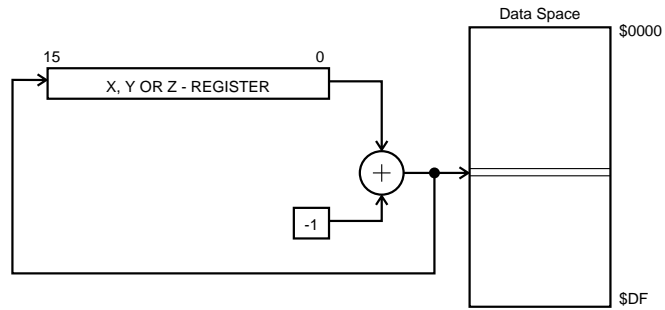 Data Space
$0000
15 0
X, Y OR Z - REGISTER
+
-1
$DF